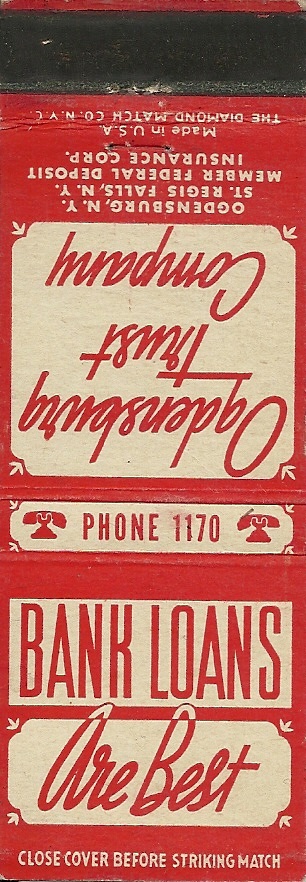 Ogdensburg
Trust
Company
OGDENSBURG, N.Y.
ST. REGIS FALLS, N.Y.
MEMBER FEDERAL DEPOSIT
INSURANCE CORP.
Made in U.S.A.
THE DIAMOND MATCH CO. N.Y.C.
PHONE 1170
BANK LOANS
Are Best
CLOSE COVER BEFORE STRIKING MATCH